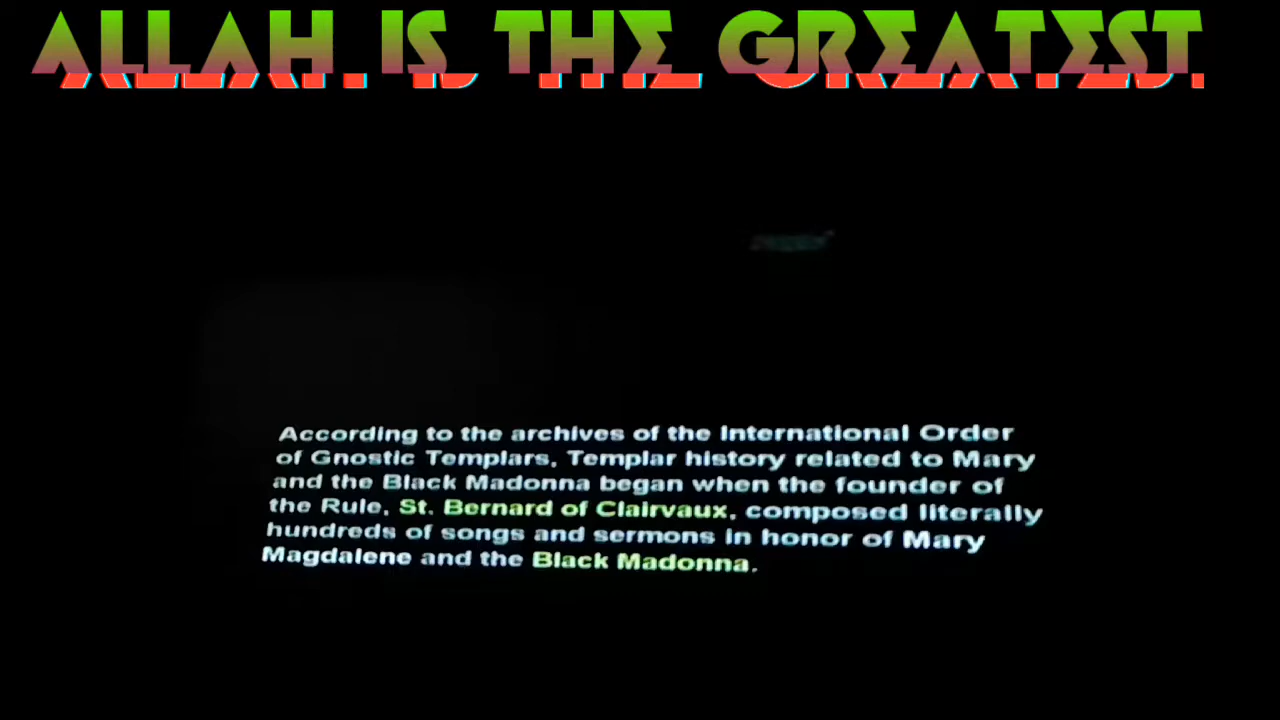 ALLAH IS THE GREATEST
According to the archives of the International Order
of Gnostic Templars, Templar history related to Mary
and the Black Madonna began when the founder of
the Rule, St. Bernard of Clairvaux, composed literally
hundreds of songs and sermons in honor of Mary
Magdalene and the Black Madonna.